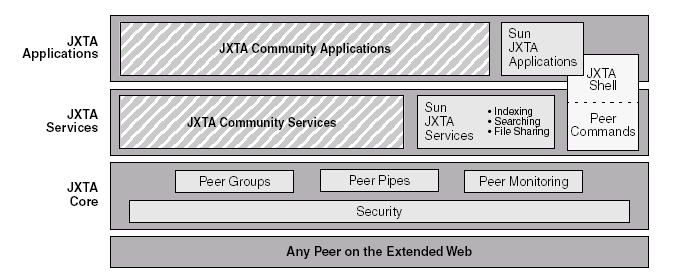 JXTA
Applications
JXTA Community Applications
Sun
JXTA
Applications
JXTA
Shell
JXTA
Services
JXTA Community Services
Sun
JXTA
Services
• Indexing
• Searching
• File Sharing
Peer
Commands
JXTA
Core
Peer Groups
Peer Pipes
Peer Monitoring
Security
Any Peer on the Extended Web